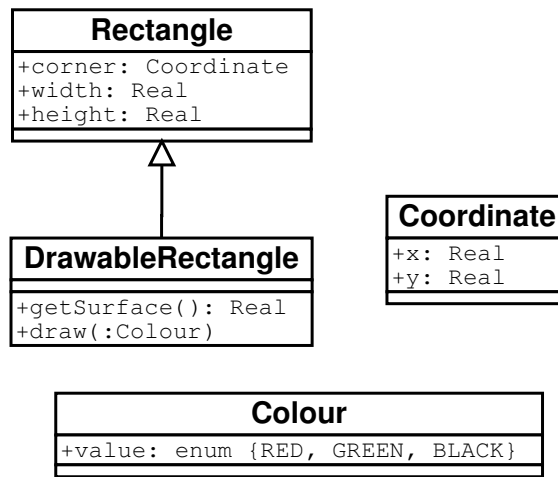 Rectangle
+corner: Coordinate
+width: Real
+height: Real
DrawableRectangle
+getSurface(): Real
+draw(:Colour)
Coordinate
+x: Real
+y: Real
Colour
+value: enum {RED, GREEN, BLACK}